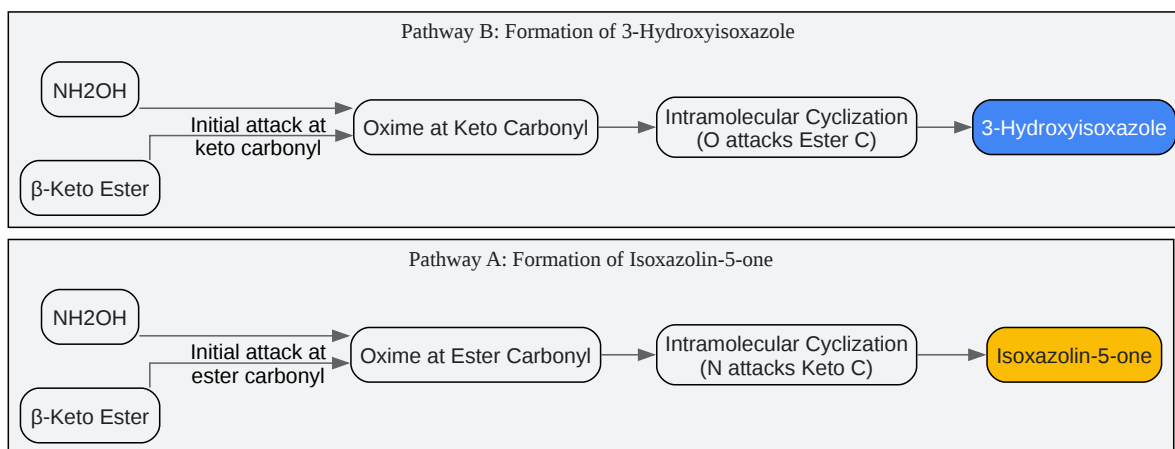 Pathway B: Formation of 3-Hydroxyisoxazole
NH2OH
Initial attack at
keto carbonyl
β-Keto Ester
Oxime at Keto Carbonyl
Intramolecular Cyclization
(O attacks Ester C)
3-Hydroxyisoxazole
Pathway A: Formation of Isoxazolin-5-one
NH2OH
Initial attack at
ester carbonyl
β-Keto Ester
Oxime at Ester Carbonyl
Intramolecular Cyclization
(N attacks Keto C)
Isoxazolin-5-one